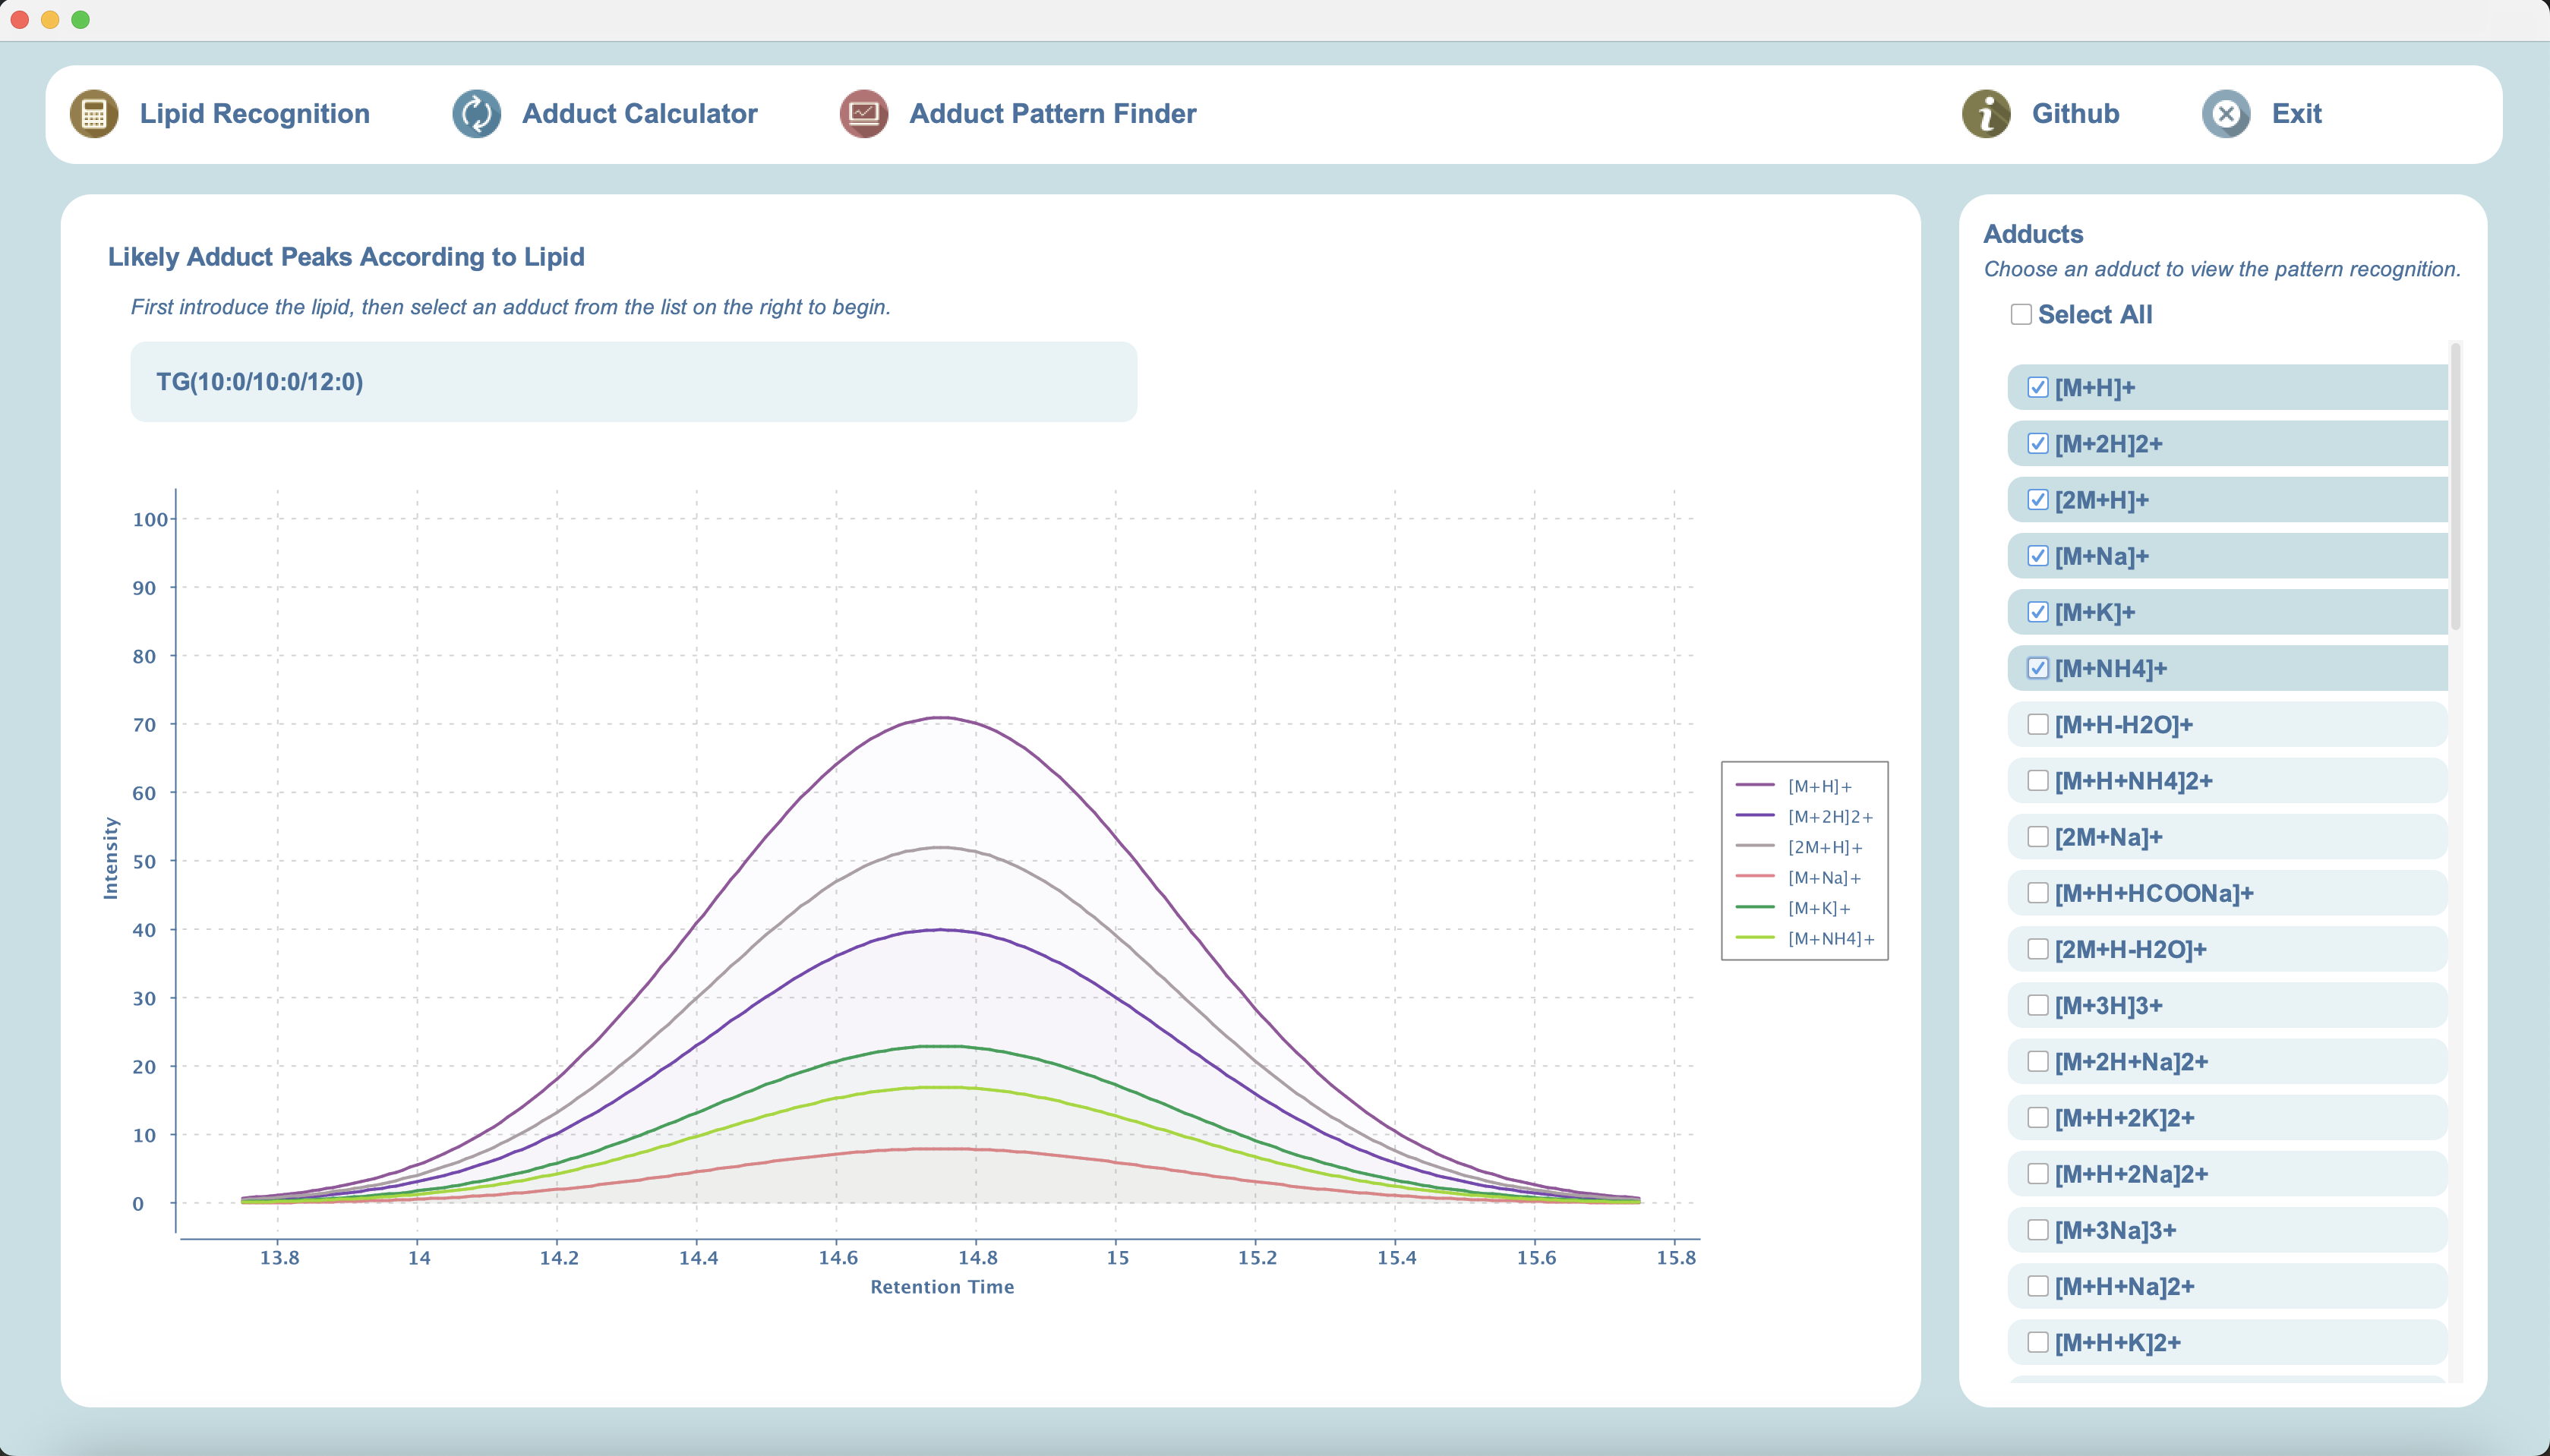 Lipid Recognition
Adduct Calculator
Adduct Pattern Finder
Github
Exit
Likely Adduct Peaks According to Lipid
First introduce the lipid, then select an adduct from the list on the right to begin.
TG(10:0/10:0/12:0)
100
90
80
70
60
50
40
30
20
10
0
Intensity
13.8 14 14.2 14.4 14.6 14.8 15 15.2 15.4 15.6 15.8
Retention Time
[M+H]+
[M+2H]2+
[2M+H]+
[M+Na]+
[M+K]+
[M+NH4]+
Adducts
Choose an adduct to view the pattern recognition.
Select All
[M+H]+
[M+2H]2+
[2M+H]+
[M+Na]+
[M+K]+
[M+NH4]+
[M+H-H2O]+
[M+H+NH4]2+
[2M+Na]+
[M+H+HCOONa]+
[2M+H-H2O]+
[M+3H]3+
[M+2H+Na]2+
[M+H+2K]2+
[M+H+2Na]2+
[M+3Na]3+
[M+H+Na]2+
[M+H+K]2+